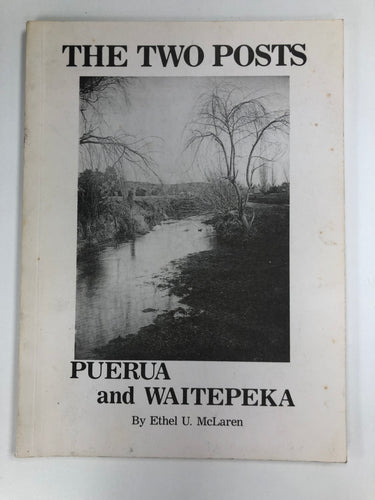 THE TWO POSTS
PUERUA
and WAITEPEKA
By Ethel U. McLaren